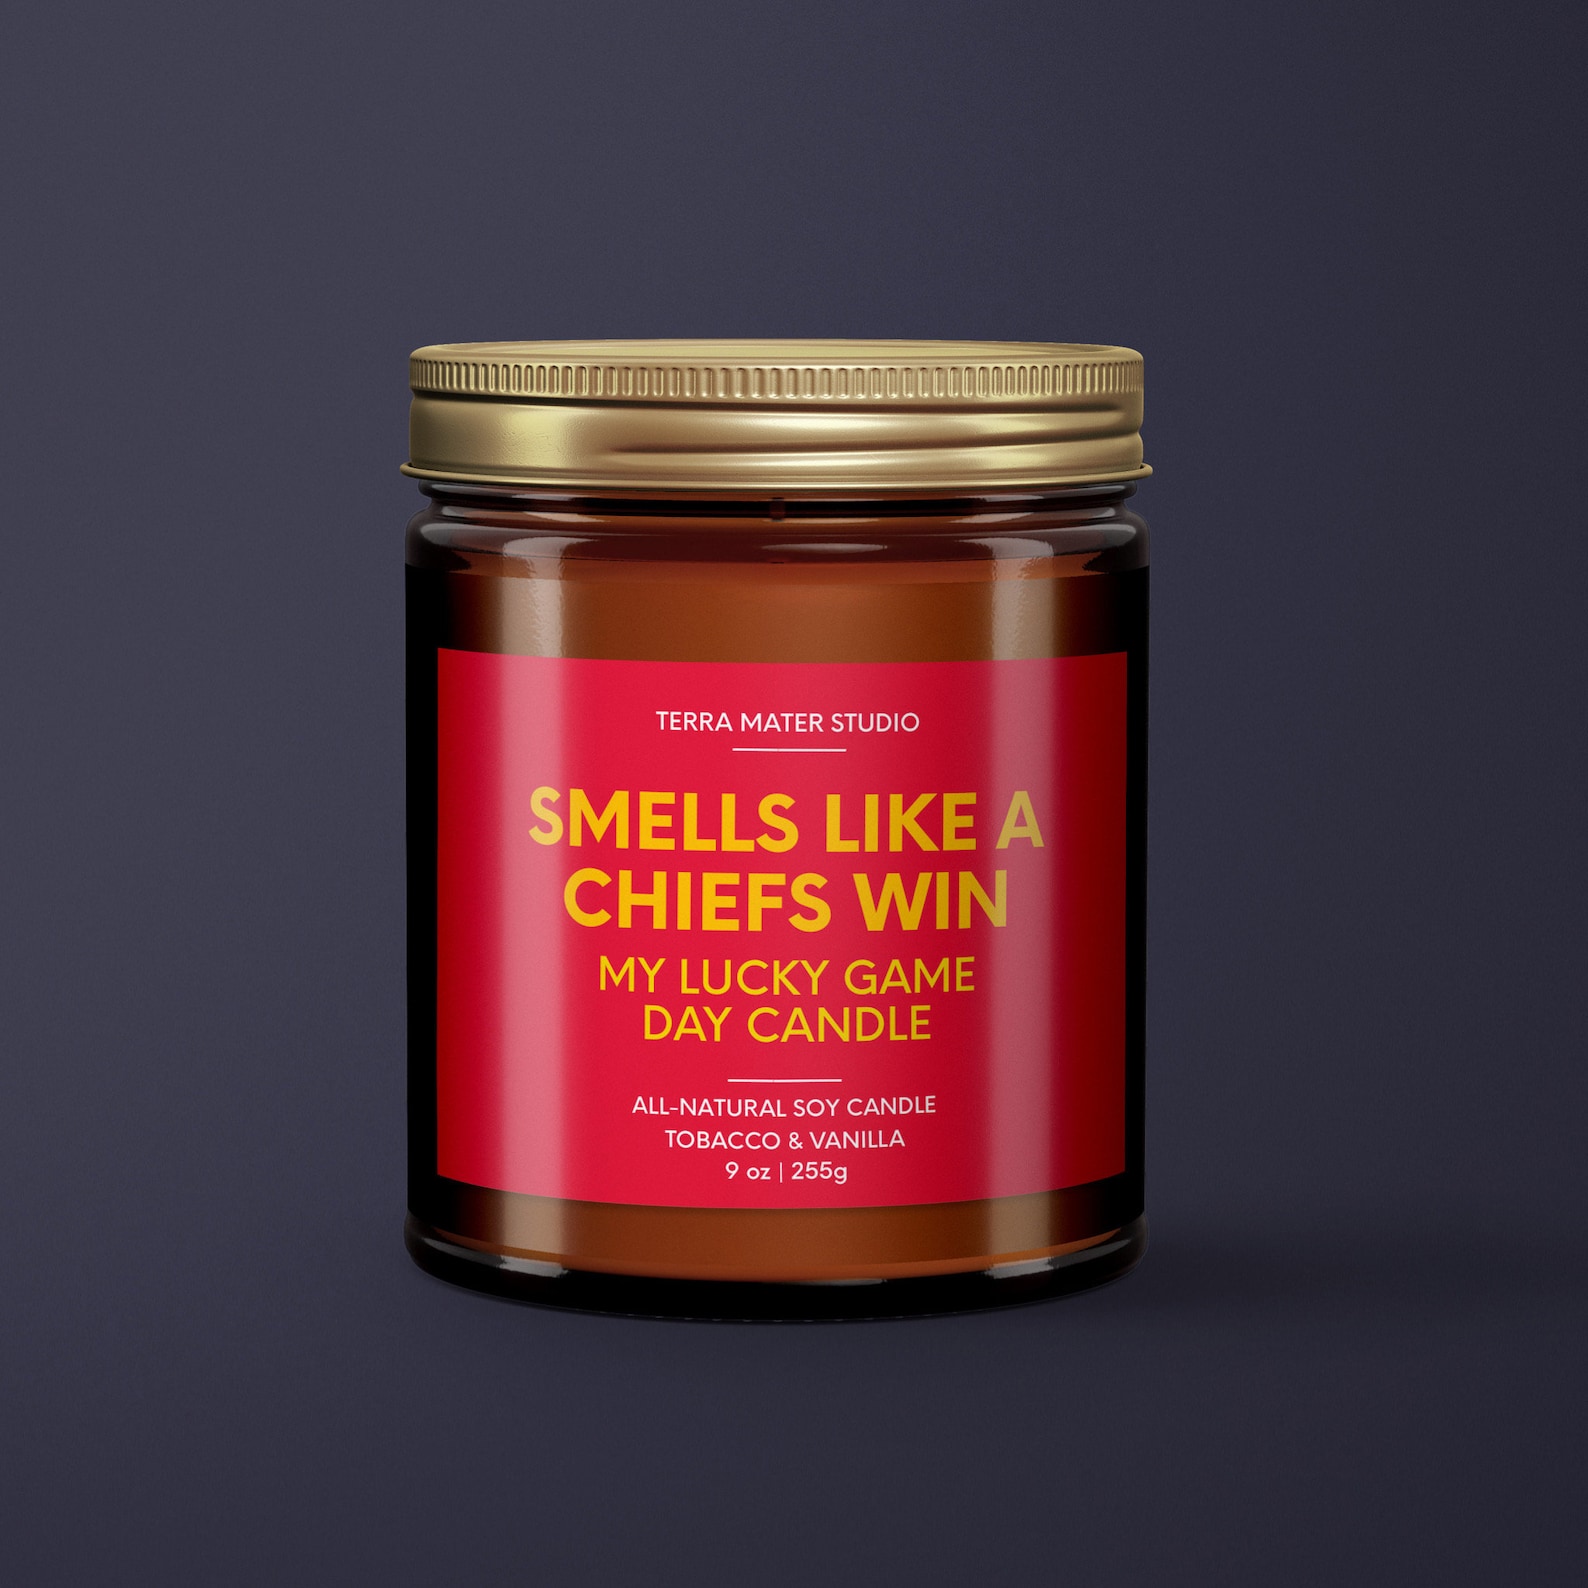 TERRA MATER STUDIO
SMELLS LIKE A
CHIEFS WIN
MY LUCKY GAME
DAY CANDLE
ALL-NATURAL SOY CANDLE
TOBACCO & VANILLA
9 oz | 255g